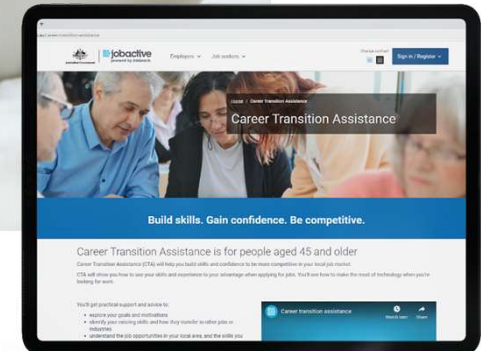 jobactive
Employers
Job seekers
Sign in / Register
Home / Career Transition Assistance
Career Transition Assistance
Build skills. Gain confidence. Be competitive.
Career Transition Assistance is for people aged 45 and older
Career Transition Assistance (CTA) will help you build skills and confidence to be more competitive in your local job market.
CTA will show you how to use your skills and experience to your advantage when applying for jobs. You'll see how to make the most of technology when you're
looking for work.
You'll get practical support and advice to:
explore your goals and motivations
identify your existing skills and how they transfer to other jobs or
industries
understand the job opportunities in your local area, and the skills you
Career transition assistance
Watch later
Share